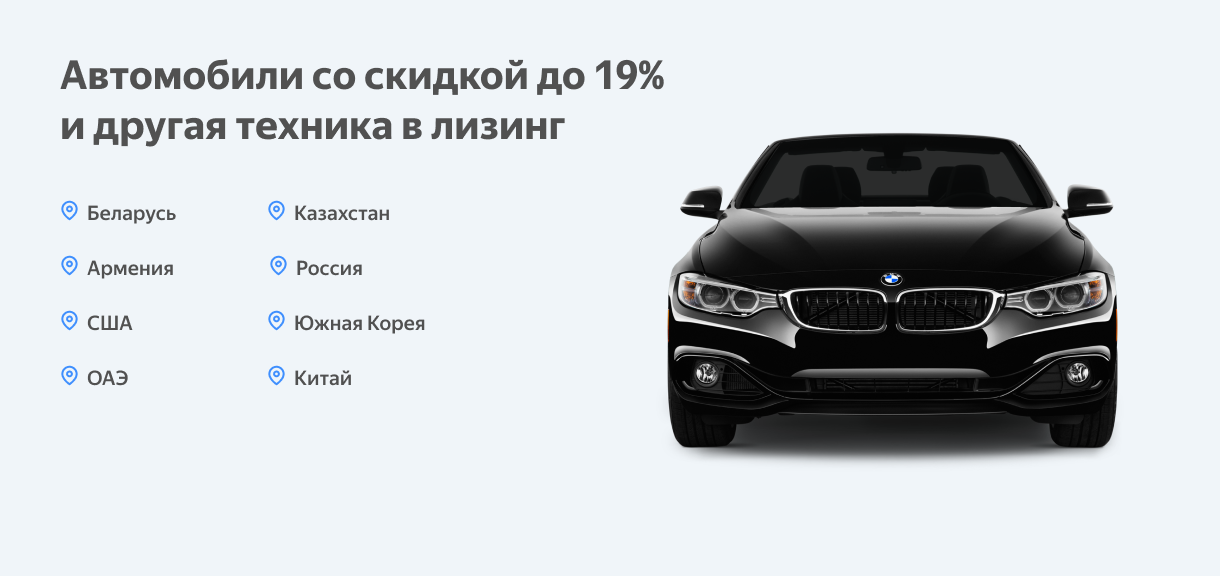 Автомобили со скидкой до 19%
и другая техника в лизинг
Беларусь
Казахстан
Армения
Россия
США
Южная Корея
ОАЭ
Китай